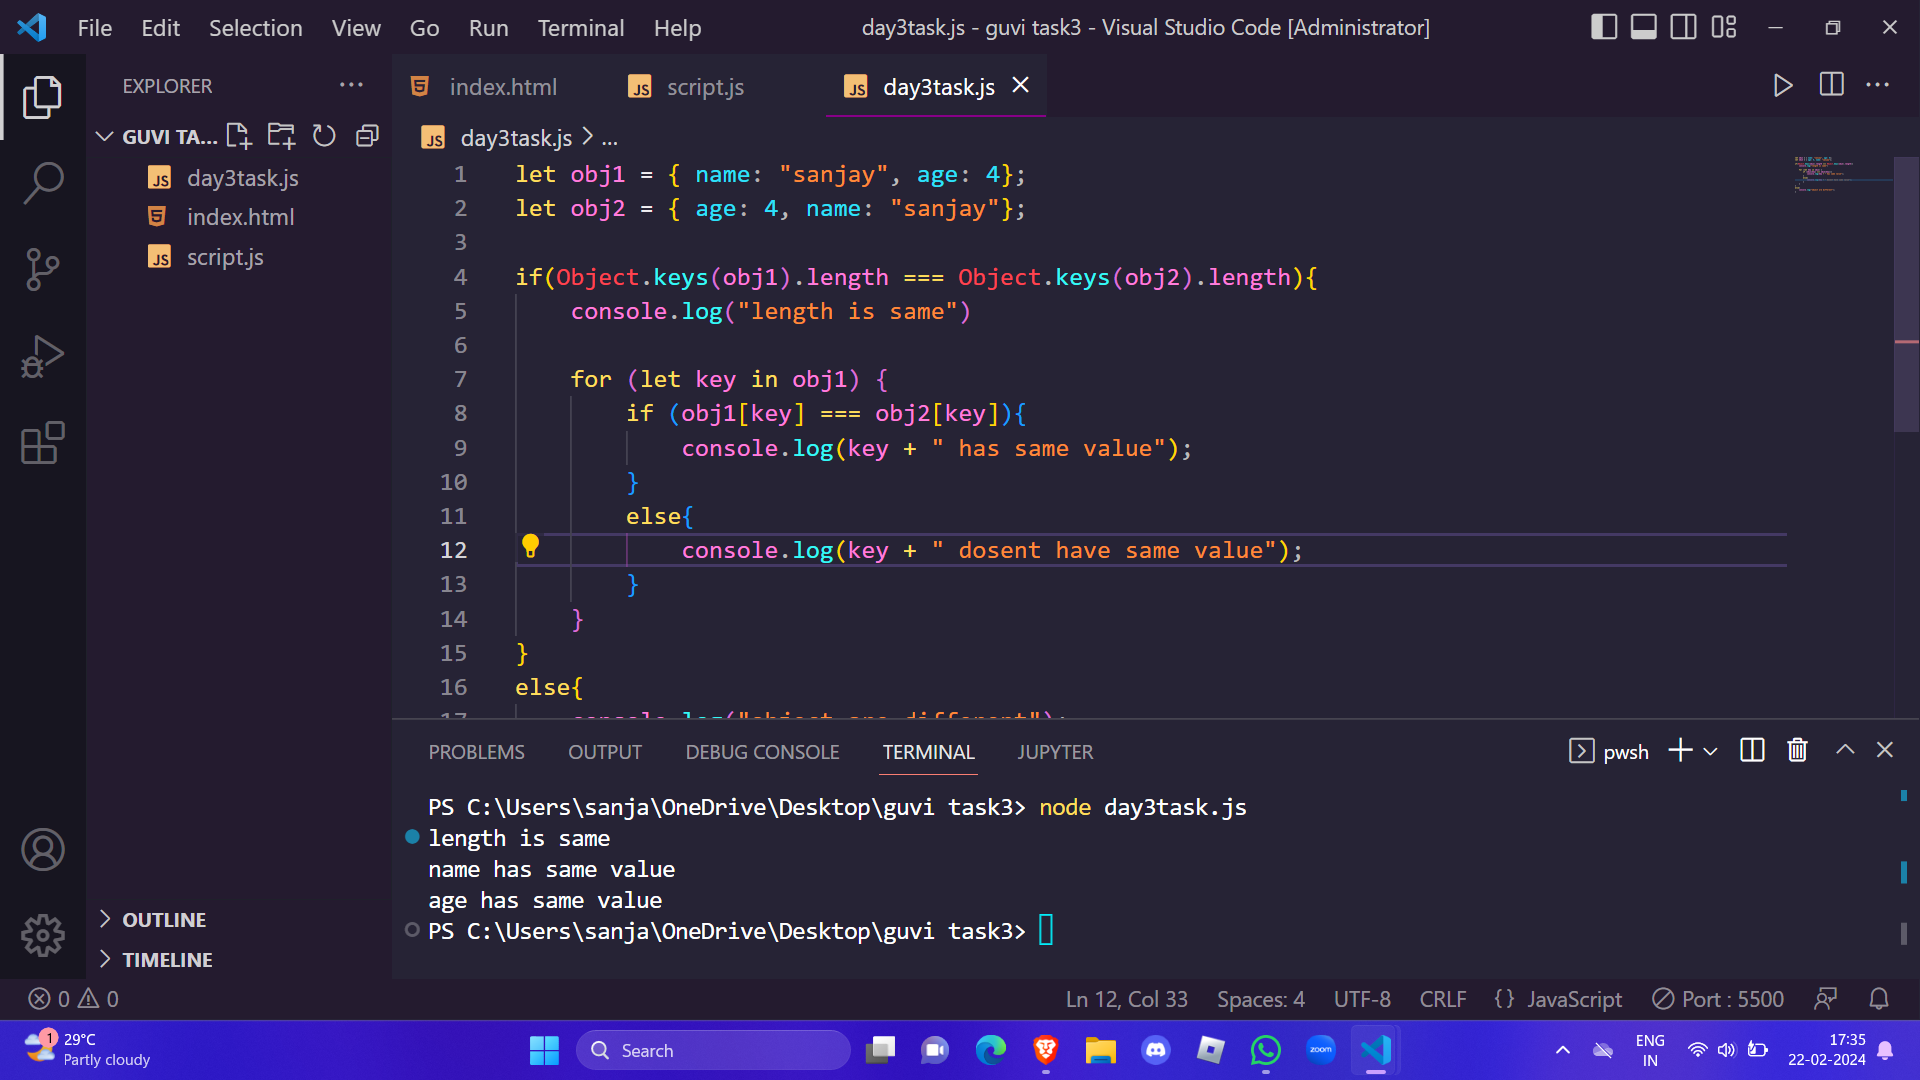 File Edit Selection View Go Run Terminal Help day3task.js - guvi task3 - Visual Studio Code [Administrator]
EXPLORER
index.html script.js day3task.js
GUVI TA...
day3task.js
index.html
script.js
OUTLINE
TIMELINE
day3task.js > ...
1 let obj1 = { name: "sanjay", age: 4};
2 let obj2 = { age: 4, name: "sanjay"};
3
4 if(Object.keys(obj1).length === Object.keys(obj2).length){
5 console.log("length is same")
6
7 for (let key in obj1) {
8 if (obj1[key] === obj2[key]){
9 console.log(key + " has same value");
10 }
11 else{
12 console.log(key + " dosent have same value");
13 }
14 }
15 }
16 else{
17 console.log("object are different");
PROBLEMS OUTPUT DEBUG CONSOLE TERMINAL JUPYTER pwsh
PS C:\Users\sanja\OneDrive\Desktop\guvi task3> node day3task.js
length is same
name has same value
age has same value
PS C:\Users\sanja\OneDrive\Desktop\guvi task3>
0 0 Ln 12, Col 33 Spaces: 4 UTF-8 CRLF {} JavaScript Port : 5500
1 29°C
Partly cloudy
Search
zoom
ENG
IN
17:35
22-02-2024